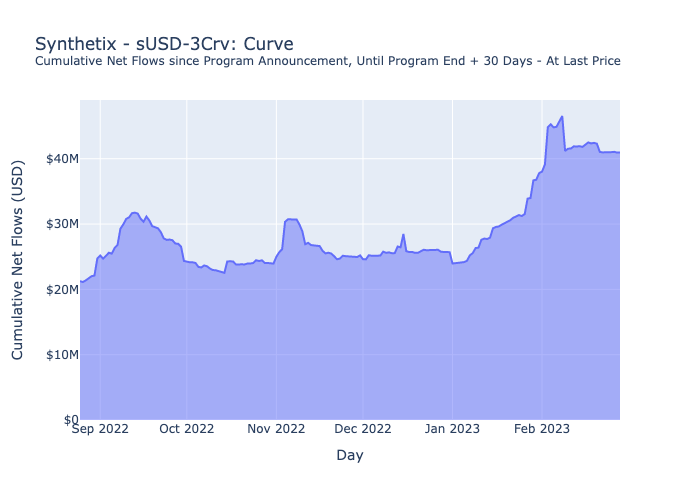 Synthetix - sUSD-3Crv: Curve
Cumulative Net Flows since Program Announcement, Until Program End + 30 Days - At Last Price
Cumulative Net Flows (USD)
$40M
$30M
$20M
$10M
$0
Sep 2022 Oct 2022 Nov 2022 Dec 2022 Jan 2023 Feb 2023
Day